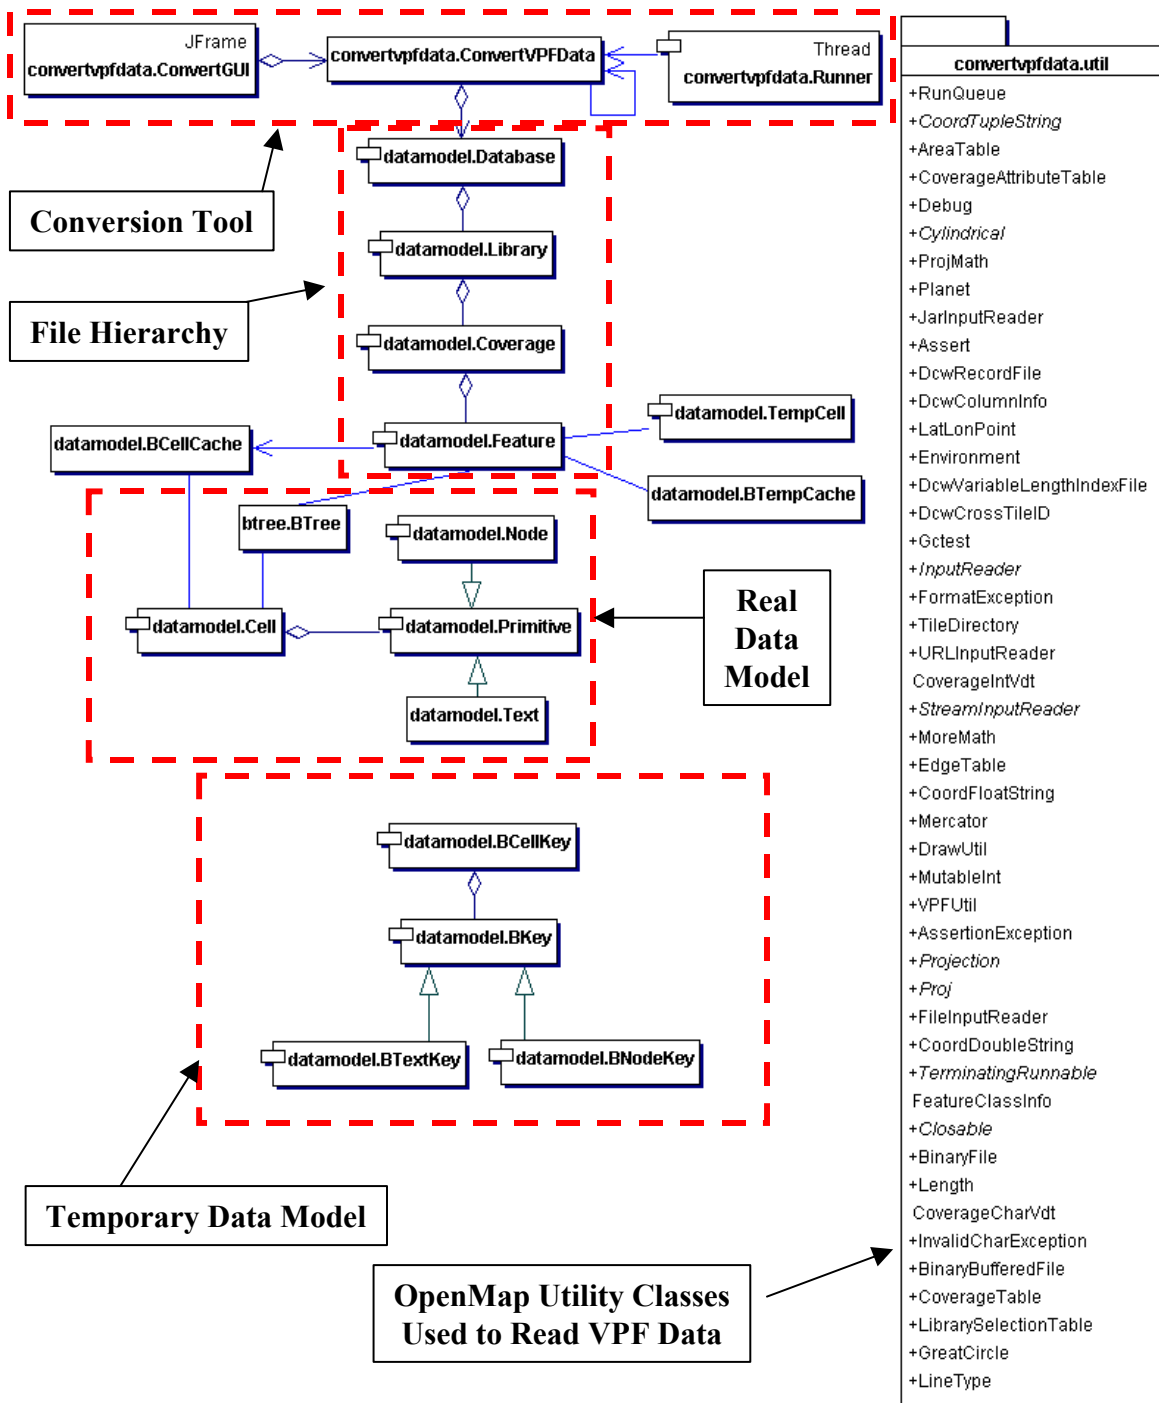 JFrame
convertvpfdata.ConvertGUI
convertvpfdata.ConvertVPFData
Thread
convertvpfdata.Runner
datamodel.Database
Conversion Tool
datamodel.Library
File Hierarchy
datamodel.Coverage
datamodel.TempCell
datamodel.BCellCache
datamodel.Feature
datamodel.BTempCache
btree.BTree
datamodel.Node
datamodel.Cell
datamodel.Primitive
Real
Data
Model
datamodel.Text
datamodel.BCellKey
datamodel.BKey
datamodel.BTextKey
datamodel.BNodeKey
Temporary Data Model
OpenMap Utility Classes
Used to Read VPF Data
convertvpfdata.util
+RunQueue
+CoordTupleString
+AreaTable
+CoverageAttributeTable
+Debug
+Cylindrical
+ProjMath
+Planet
+JarInputReader
+Assert
+DcwRecordFile
+DcwColumnInfo
+LatLonPoint
+Environment
+DcwVariableLengthIndexFile
+DcwCrossTileID
+Gctest
+InputReader
+FormatException
+TileDirectory
+URLInputReader
CoverageIntVdt
+StreamInputReader
+MoreMath
+EdgeTable
+CoordFloatString
+Mercator
+DrawUtil
+MutableInt
+VPFUtil
+AssertionException
+Projection
+Proj
+FileInputReader
+CoordDoubleString
+TerminatingRunnable
FeatureClassInfo
+Closable
+BinaryFile
+Length
CoverageCharVdt
+InvalidCharException
+BinaryBufferedFile
+CoverageTable
+LibrarySelectionTable
+GreatCircle
+LineType